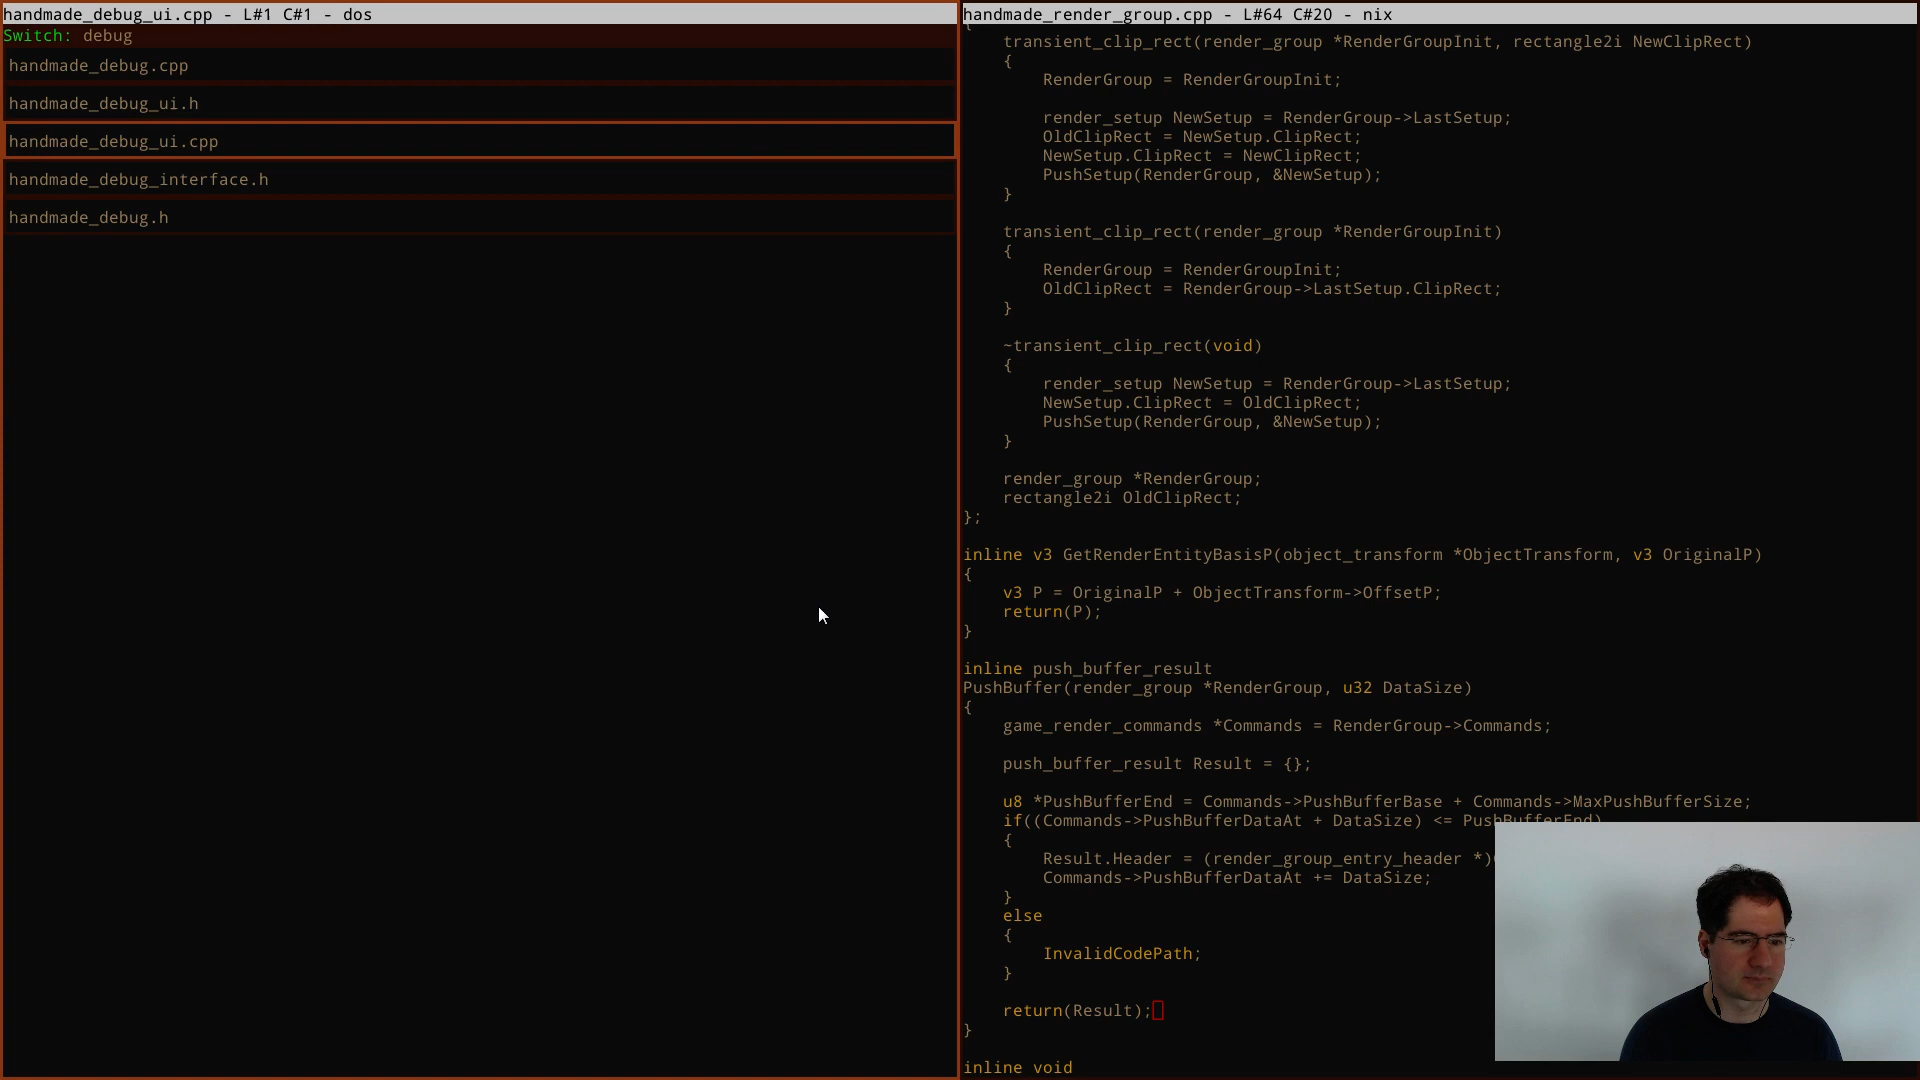 handmade_debug_ui.cpp - L#1 C#1 - dos
Switch: debug
handmade_debug.cpp
handmade_debug_ui.h
handmade_debug_ui.cpp
handmade_debug_interface.h
handmade_debug.h
handmade_render_group.cpp - L#64 C#20 - nix
{
    transient_clip_rect(render_group *RenderGroupInit, rectangle2i NewClipRect)
    {
        RenderGroup = RenderGroupInit;

        render_setup NewSetup = RenderGroup->LastSetup;
        OldClipRect = NewSetup.ClipRect;
        NewSetup.ClipRect = NewClipRect;
        PushSetup(RenderGroup, &NewSetup);
    }

    transient_clip_rect(render_group *RenderGroupInit)
    {
        RenderGroup = RenderGroupInit;
        OldClipRect = RenderGroup->LastSetup.ClipRect;
    }

    ~transient_clip_rect(void)
    {
        render_setup NewSetup = RenderGroup->LastSetup;
        NewSetup.ClipRect = OldClipRect;
        PushSetup(RenderGroup, &NewSetup);
    }

    render_group *RenderGroup;
    rectangle2i OldClipRect;
};

inline v3 GetRenderEntityBasisP(object_transform *ObjectTransform, v3 OriginalP)
{
    v3 P = OriginalP + ObjectTransform->OffsetP;
    return(P);
}

inline push_buffer_result
PushBuffer(render_group *RenderGroup, u32 DataSize)
{
    game_render_commands *Commands = RenderGroup->Commands;

    push_buffer_result Result = {};

    u8 *PushBufferEnd = Commands->PushBufferBase + Commands->MaxPushBufferSize;
    if((Commands->PushBufferDataAt + DataSize) <= PushBufferEnd)
    {
        Result.Header = (render_group_entry_header *)
        Commands->PushBufferDataAt += DataSize;
    }
    else
    {
        InvalidCodePath;
    }

    return(Result);
}

inline void